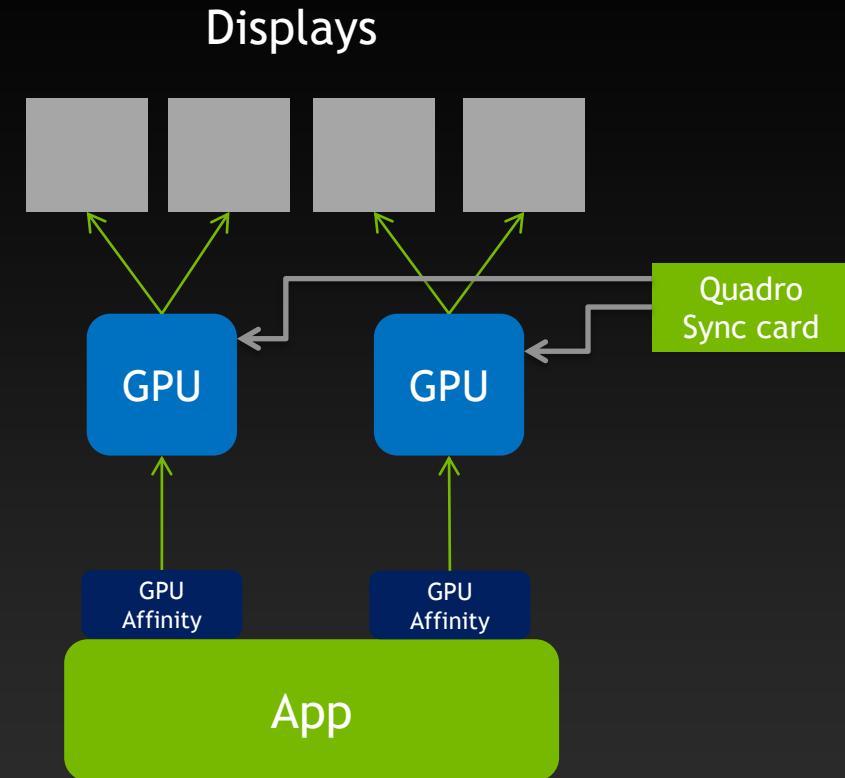 Displays
Quadro
Sync card
GPU
GPU
GPU
Affinity
GPU
Affinity
App